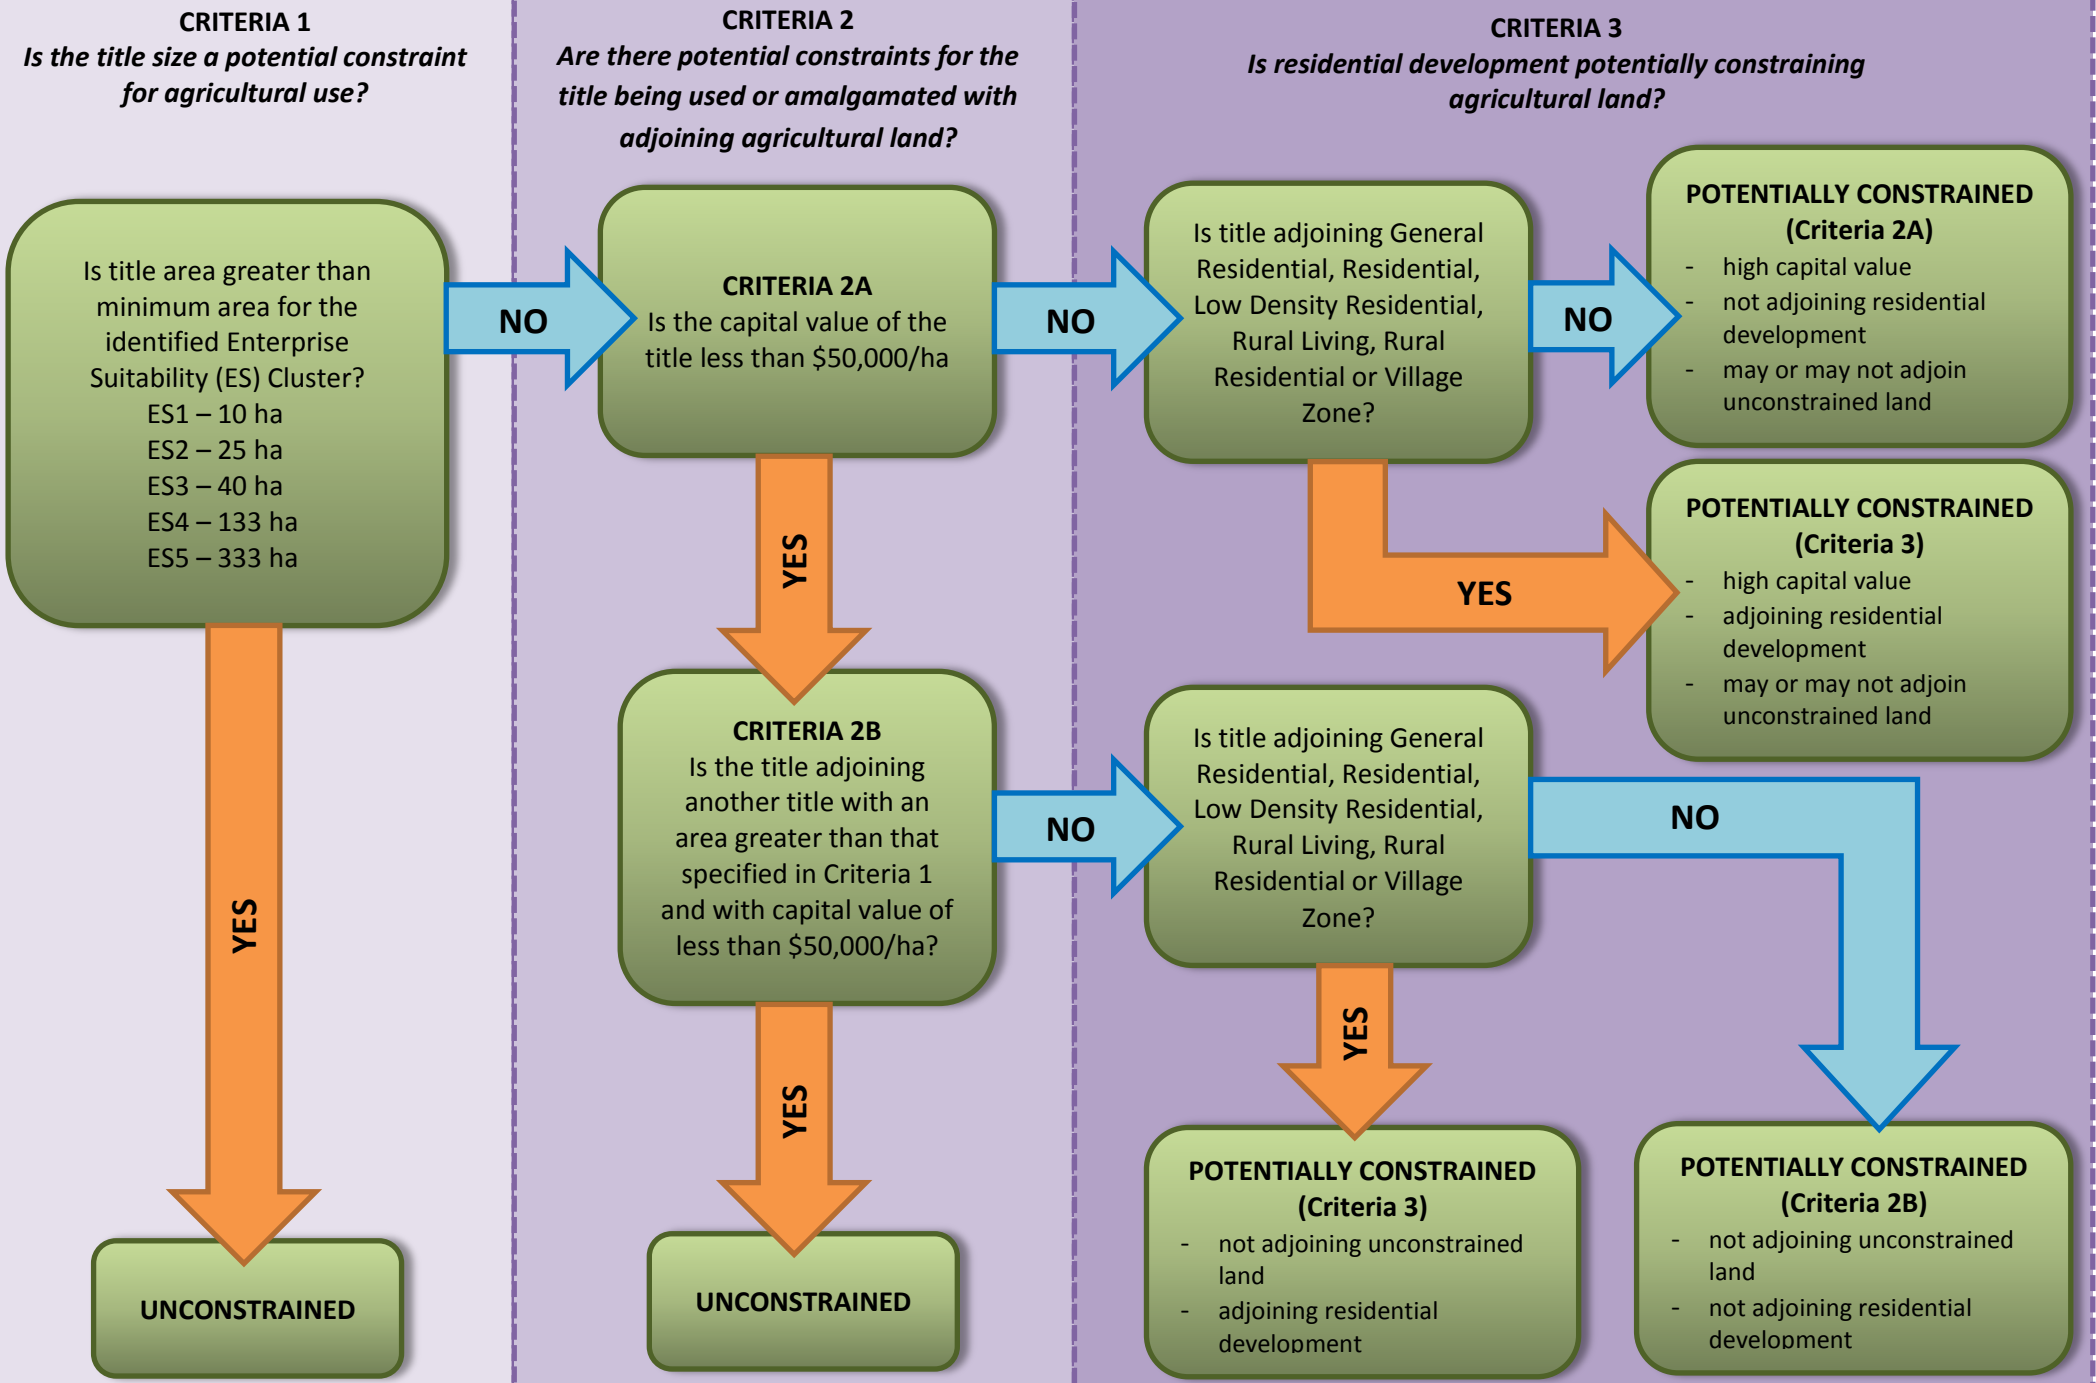 CRITERIA 1
Is the title size a potential constraint
for agricultural use?
Is title area greater than
minimum area for the
identified Enterprise
Suitability (ES) Cluster?
ES1 – 10 ha
ES2 – 25 ha
ES3 – 40 ha
ES4 – 133 ha
ES5 – 333 ha
NO
YES
UNCONSTRAINED
CRITERIA 2
Are there potential constraints for the
title being used or amalgamated with
adjoining agricultural land?
CRITERIA 2A
Is the capital value of the
title less than $50,000/ha
NO
YES
CRITERIA 2B
Is the title adjoining
another title with an
area greater than that
specified in Criteria 1
and with capital value of
less than $50,000/ha?
NO
YES
UNCONSTRAINED
CRITERIA 3
Is residential development potentially constraining
agricultural land?
Is title adjoining General
Residential, Residential,
Low Density Residential,
Rural Living, Rural
Residential or Village
Zone?
NO
POTENTIALLY CONSTRAINED
(Criteria 2A)
- high capital value
- not adjoining residential
development
- may or may not adjoin
unconstrained land
YES
POTENTIALLY CONSTRAINED
(Criteria 3)
- high capital value
- adjoining residential
development
- may or may not adjoin
unconstrained land
Is title adjoining General
Residential, Residential,
Low Density Residential,
Rural Living, Rural
Residential or Village
Zone?
NO
YES
POTENTIALLY CONSTRAINED
(Criteria 3)
- not adjoining unconstrained
land
- adjoining residential
development
POTENTIALLY CONSTRAINED
(Criteria 2B)
- not adjoining unconstrained
land
- not adjoining residential
development